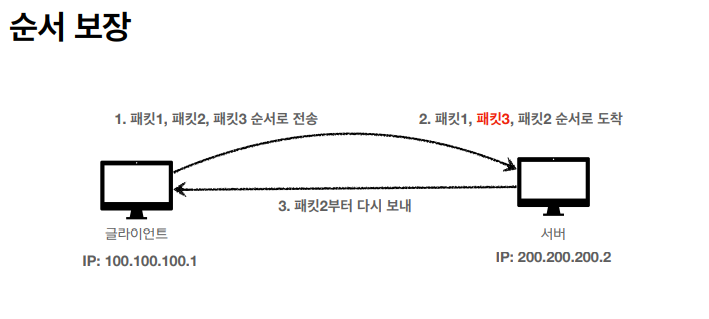 순서 보장
1. 패킷1, 패킷2, 패킷3 순서로 전송
2. 패킷1, 패킷3, 패킷2 순서로 도착
3. 패킷2부터 다시 보내
글라이언트
서버
IP: 100.100.100.1
IP: 200.200.200.2